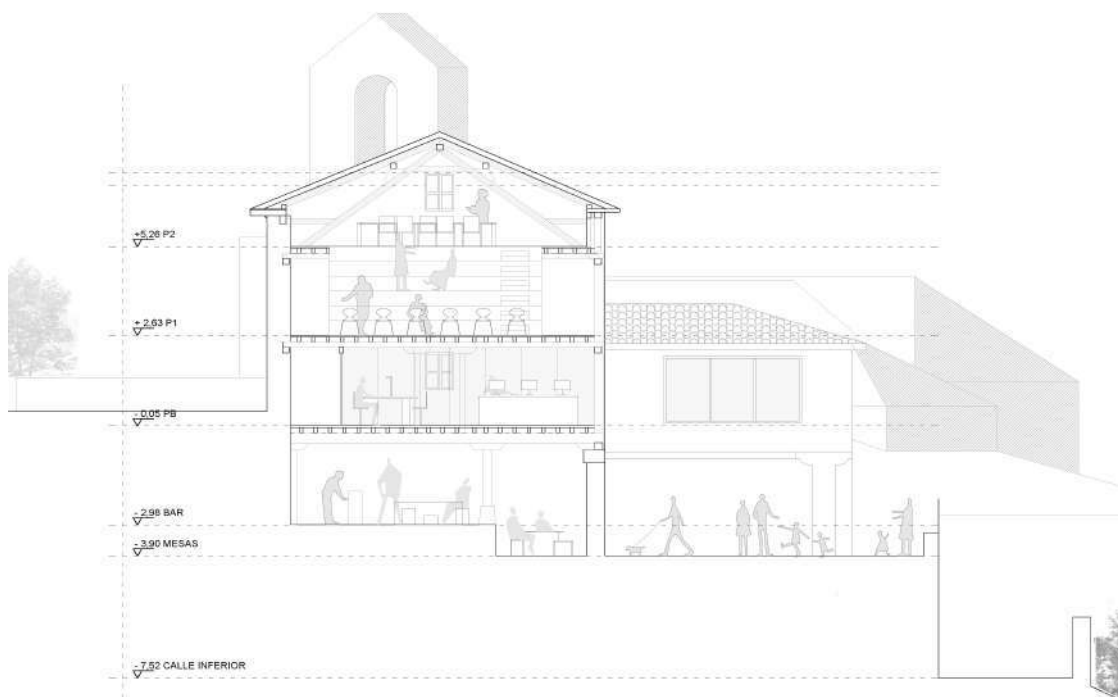 +5,26 P2
+ 2,63 P1
- 0,05 PB
- 2,98 BAR
- 3,90 MESAS
- 7,52 CALLE INFERIOR